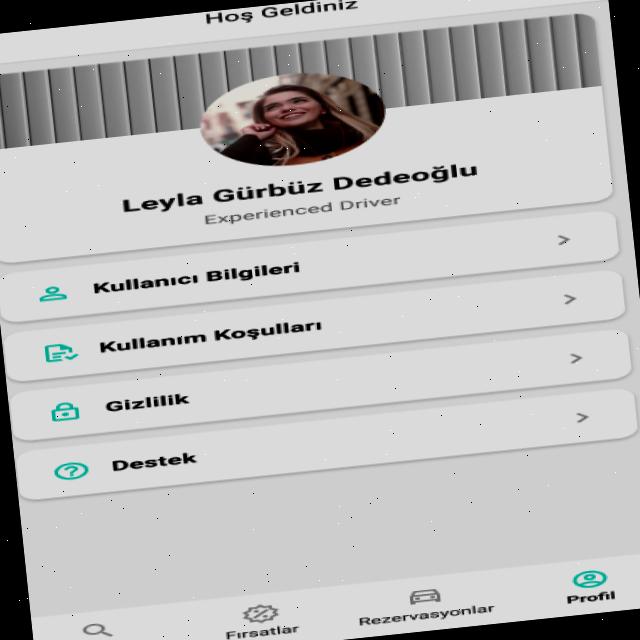 Hoş Geldiniz
Leyla Gürbüz Dedeoğlu
Experienced Driver
Kullanıcı Bilgileri
Kullanım Koşulları
Gizlilik
Destek
Fırsatlar
Rezervasyonlar
Profil